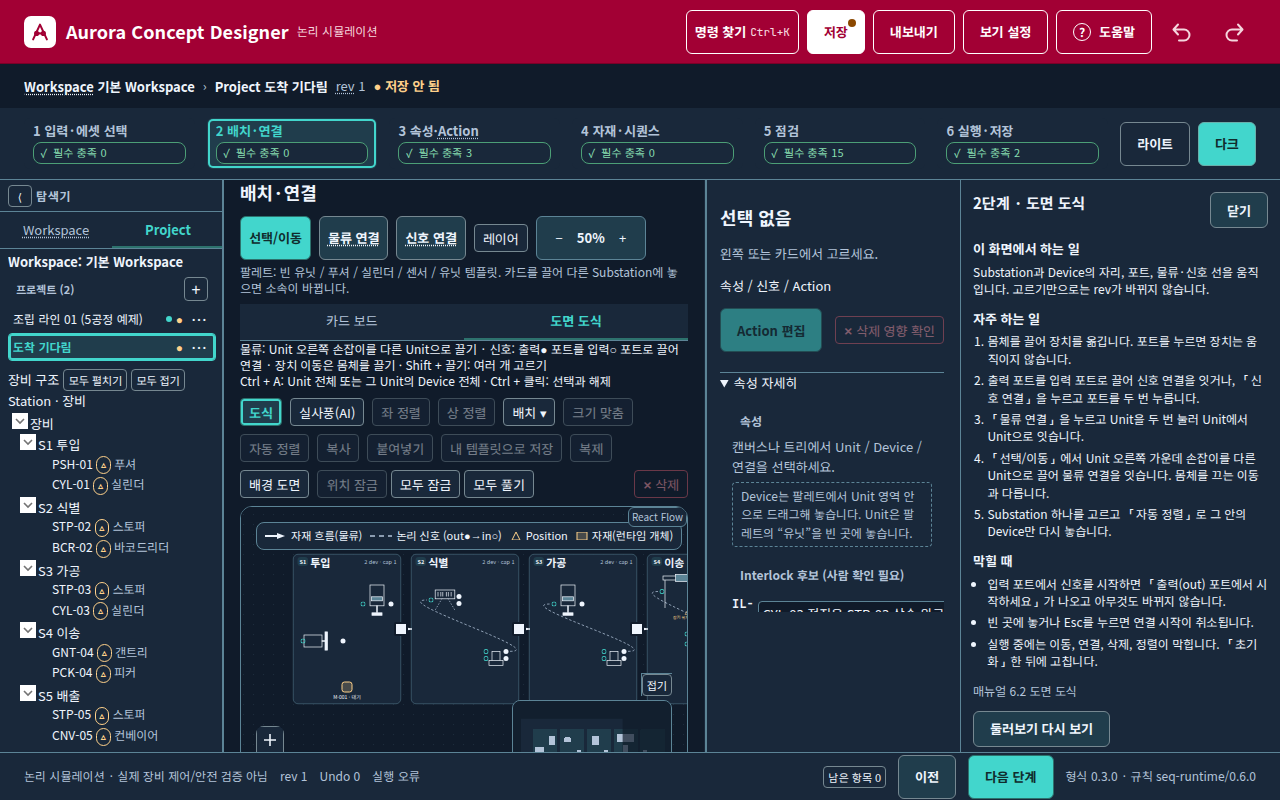 Aurora Concept Designer 논리 시뮬레이션
명령 찾기 Ctrl+K
저장
내보내기
보기 설정
? 도움말
Workspace 기본 Workspace › Project 도착 기다림 rev 1 ● 저장 안 됨
1 입력·에셋 선택
✓ 필수 충족 0
2 배치·연결
✓ 필수 충족 0
3 속성·Action
✓ 필수 충족 3
4 자재·시퀀스
✓ 필수 충족 0
5 점검
✓ 필수 충족 15
6 실행·저장
✓ 필수 충족 2
라이트
다크
탐색기
Workspace
Project
Workspace: 기본 Workspace
프로젝트 (2)
+
조립 라인 01 (5공정 예제) ● ● ···
도착 기다림 ● ···
장비 구조 모두 펼치기 모두 접기
Station · 장비
장비
S1 투입
PSH-01 푸셔
CYL-01 실린더
S2 식별
STP-02 스토퍼
BCR-02 바코드리더
S3 가공
STP-03 스토퍼
CYL-03 실린더
S4 이송
GNT-04 갠트리
PCK-04 피커
S5 배출
STP-05 스토퍼
CNV-05 컨베이어
배치·연결
선택/이동
물류 연결
신호 연결
레이어
− 50% +
팔레트: 빈 유닛 / 푸셔 / 실린더 / 센서 / 유닛 템플릿. 카드를 끌어 다른 Substation에 놓
으면 소속이 바뀝니다.
카드 보드
도면 도식
물류: Unit 오른쪽 손잡이를 다른 Unit으로 끌기 · 신호: 출력● 포트를 입력○ 포트로 끌어
연결 · 장치 이동은 몸체를 끌기 · Shift + 끌기: 여러 개 고르기
Ctrl + A: Unit 전체 또는 그 Unit의 Device 전체 · Ctrl + 클릭: 선택과 해제
도식
실사풍(AI)
좌 정렬
상 정렬
배치 ▾
크기 맞춤
자동 정렬
복사
붙여넣기
내 템플릿으로 저장
복제
배경 도면
위치 잠금
모두 잠금
모두 풀기
× 삭제
React Flow
자재 흐름(물류) 논리 신호 (out●→in○) Position 자재(런타임 개체)
S1 투입 2 dev · cap 1
S2 식별 2 dev · cap 1
S3 가공 2 dev · cap 1
S4 이송
M-001 · 대기
접기
+
선택 없음
왼쪽 또는 카드에서 고르세요.
속성 / 신호 / Action
Action 편집
× 삭제 영향 확인
▼ 속성 자세히
속성
캔버스나 트리에서 Unit / Device /
연결을 선택하세요.
Device는 팔레트에서 Unit 영역 안
으로 드래그해 놓습니다. Unit은 팔
레트의 “유닛”을 빈 곳에 놓습니다.
Interlock 후보 (사람 확인 필요)
IL-
2단계 · 도면 도식
닫기
이 화면에서 하는 일
Substation과 Device의 자리, 포트, 물류·신호 선을 움직
입니다. 고르기만으로는 rev가 바뀌지 않습니다.
자주 하는 일
1. 몸체를 끌어 장치를 옮깁니다. 포트를 누르면 장치는 움
직이지 않습니다.
2. 출력 포트를 입력 포트로 끌어 신호 연결을 잇거나, 「신
호 연결」을 누르고 포트를 두 번 누릅니다.
3. 「물류 연결」을 누르고 Unit을 두 번 눌러 Unit에서
Unit으로 잇습니다.
4. 「선택/이동」에서 Unit 오른쪽 가운데 손잡이를 다른
Unit으로 끌어 물류 연결을 잇습니다. 몸체를 끄는 이동
과 다릅니다.
5. Substation 하나를 고르고 「자동 정렬」로 그 안의
Device만 다시 놓습니다.
막힐 때
• 입력 포트에서 신호를 시작하면 「출력(out) 포트에서 시
작하세요」가 나오고 아무것도 바뀌지 않습니다.
• 빈 곳에 놓거나 Esc를 누르면 연결 시작이 취소됩니다.
• 실행 중에는 이동, 연결, 삭제, 정렬이 막힙니다. 「초기
화」한 뒤에 고칩니다.
매뉴얼 6.2 도면 도식
둘러보기 다시 보기
논리 시뮬레이션 · 실제 장비 제어/안전 검증 아님 rev 1 Undo 0 실행 오류
남은 항목 0
이전
다음 단계
형식 0.3.0 · 규칙 seq-runtime/0.6.0